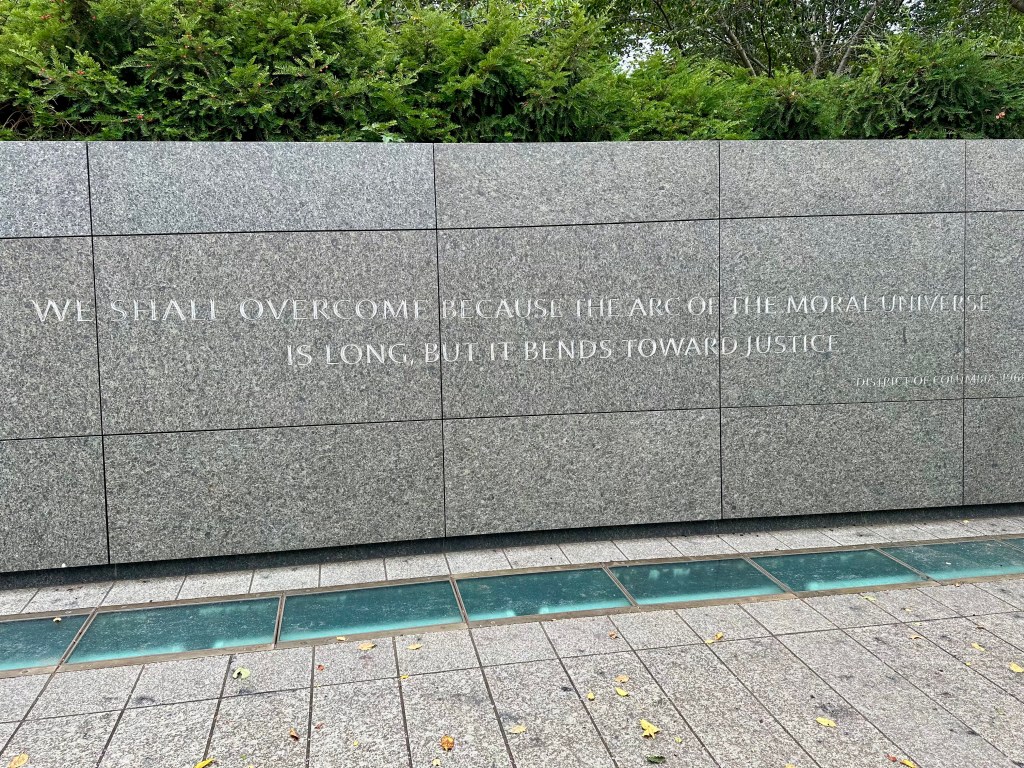 WE SHALL OVERCOME BECAUSE THE ARC OF THE MORAL UNIVERSE
IS LONG, BUT IT BENDS TOWARD JUSTICE
DISTRICT OF COLUMBIA, 1968